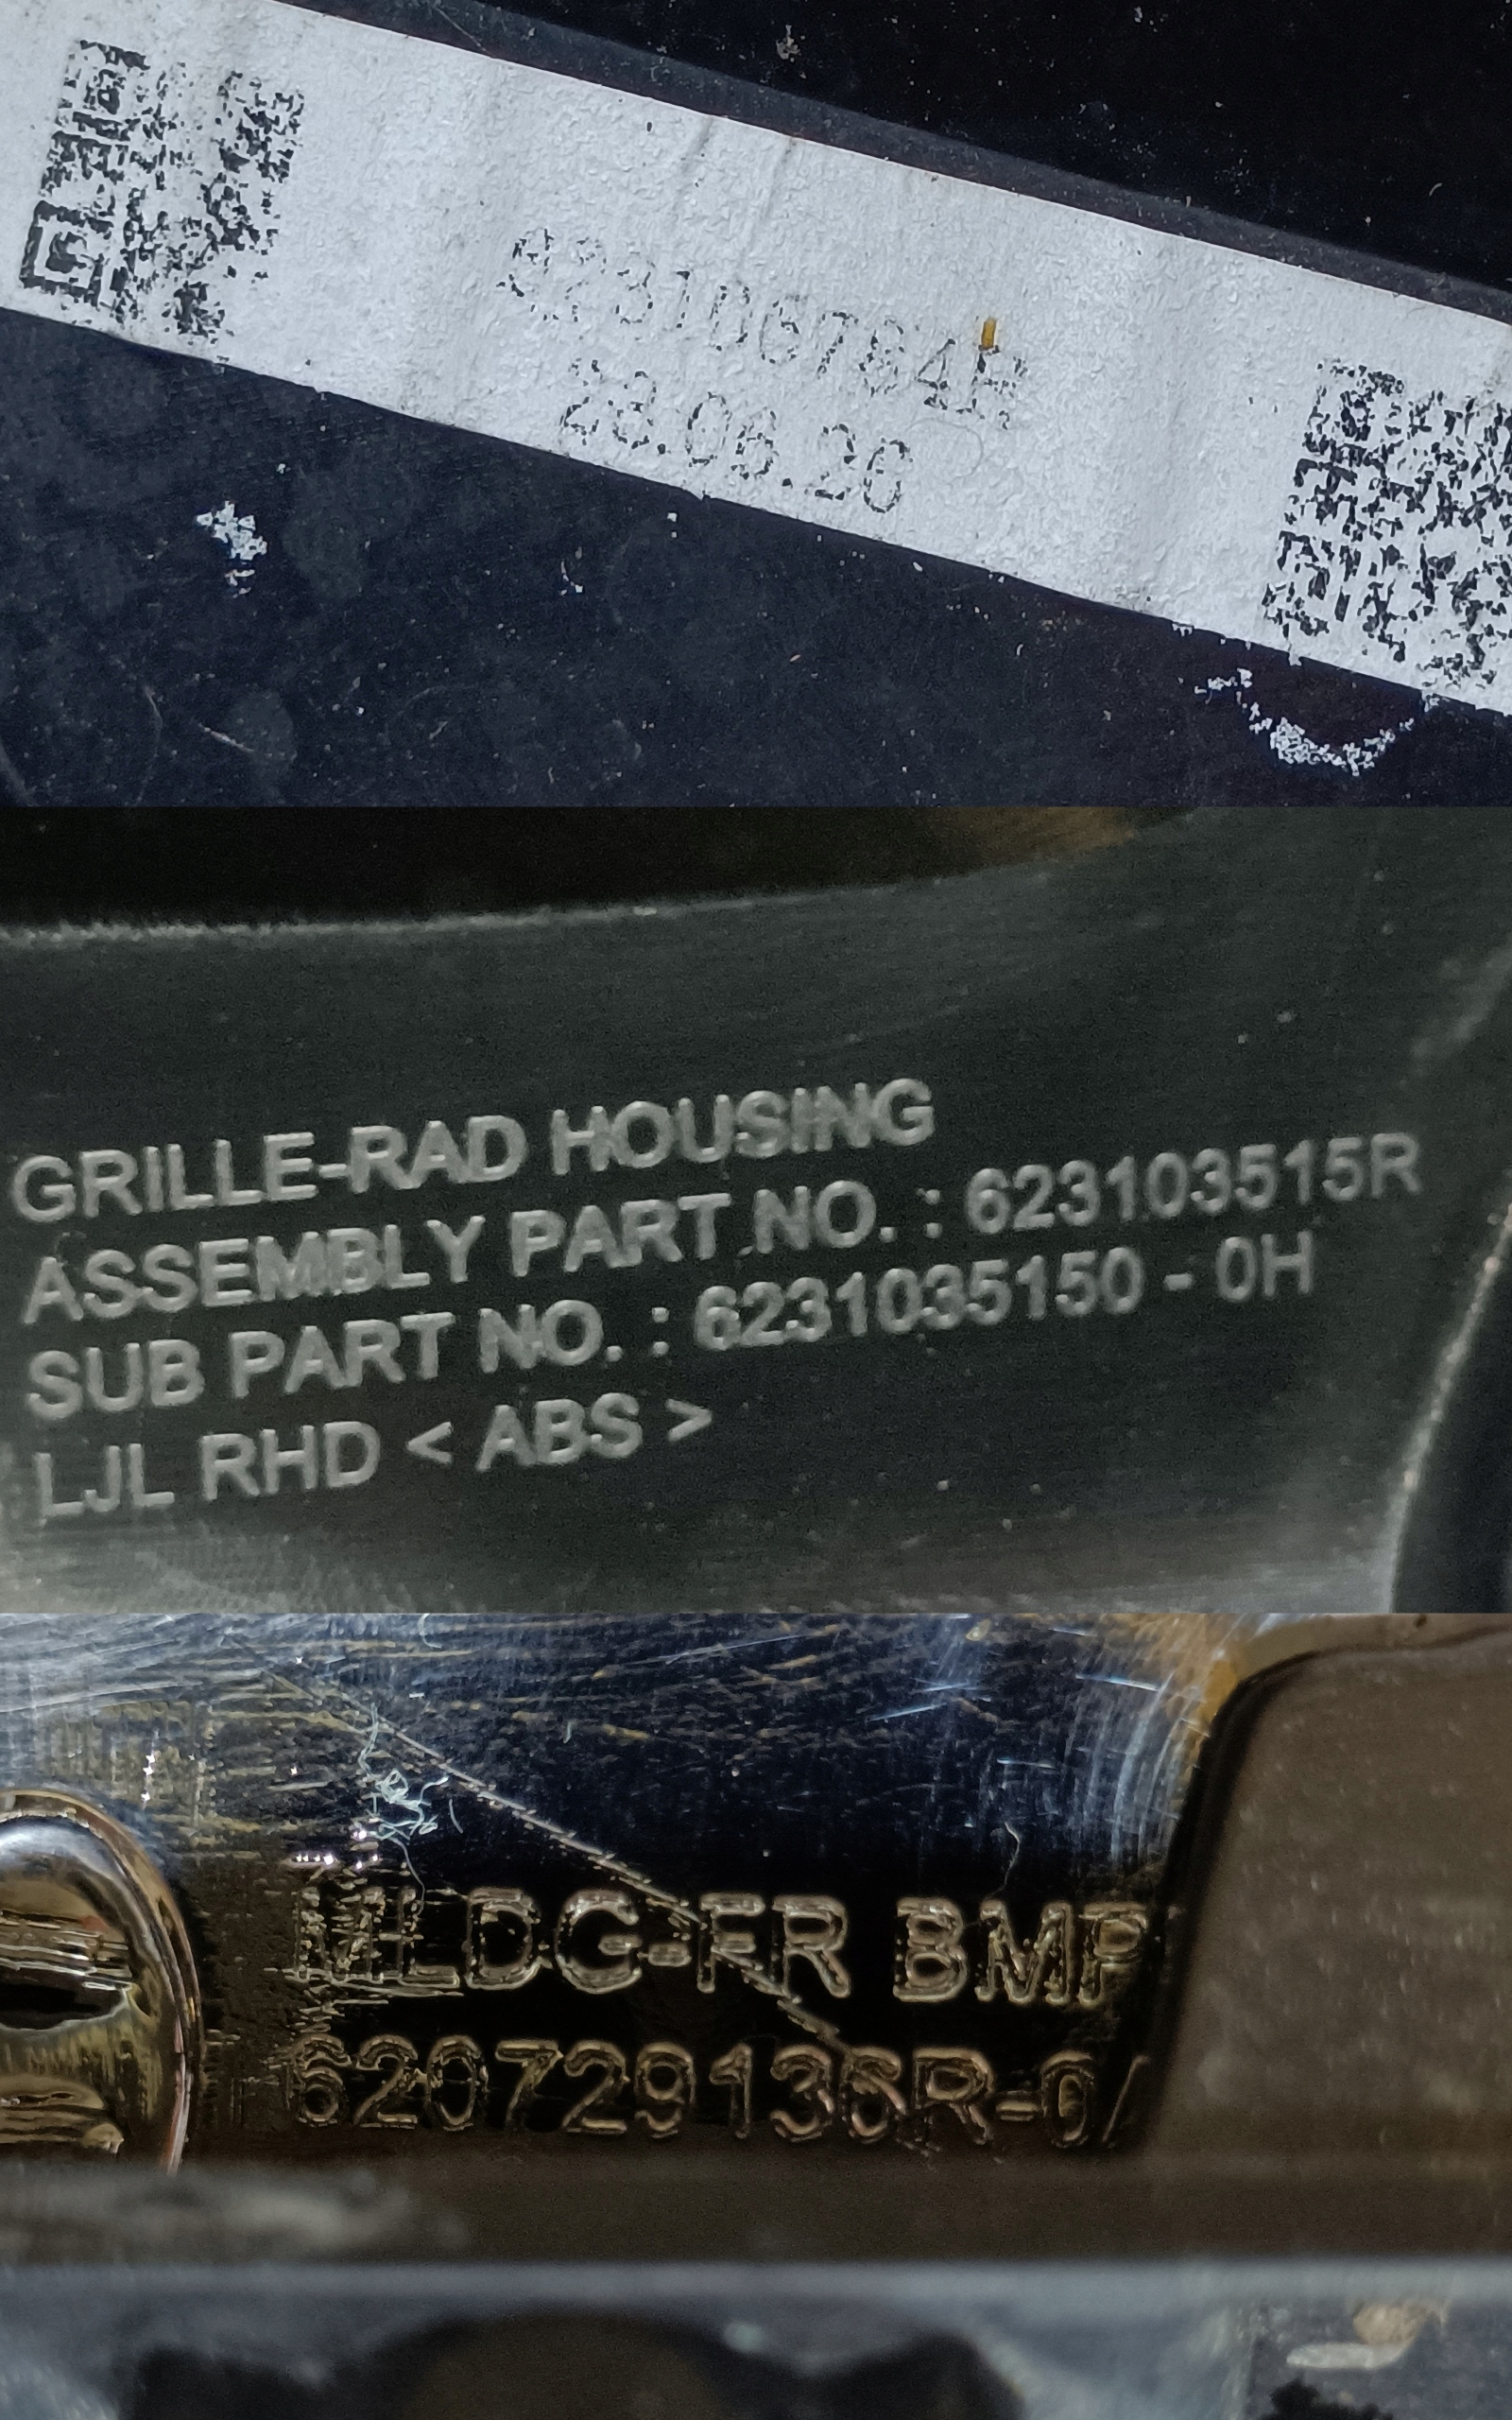 623106784R
28.06.26
GRILLE-RAD HOUSING
ASSEMBLY PART NO. : 623103515R
SUB PART NO. : 6231035150 - 0H
LJL RHD < ABS >
MLDG-FR BMP
620729136R-0